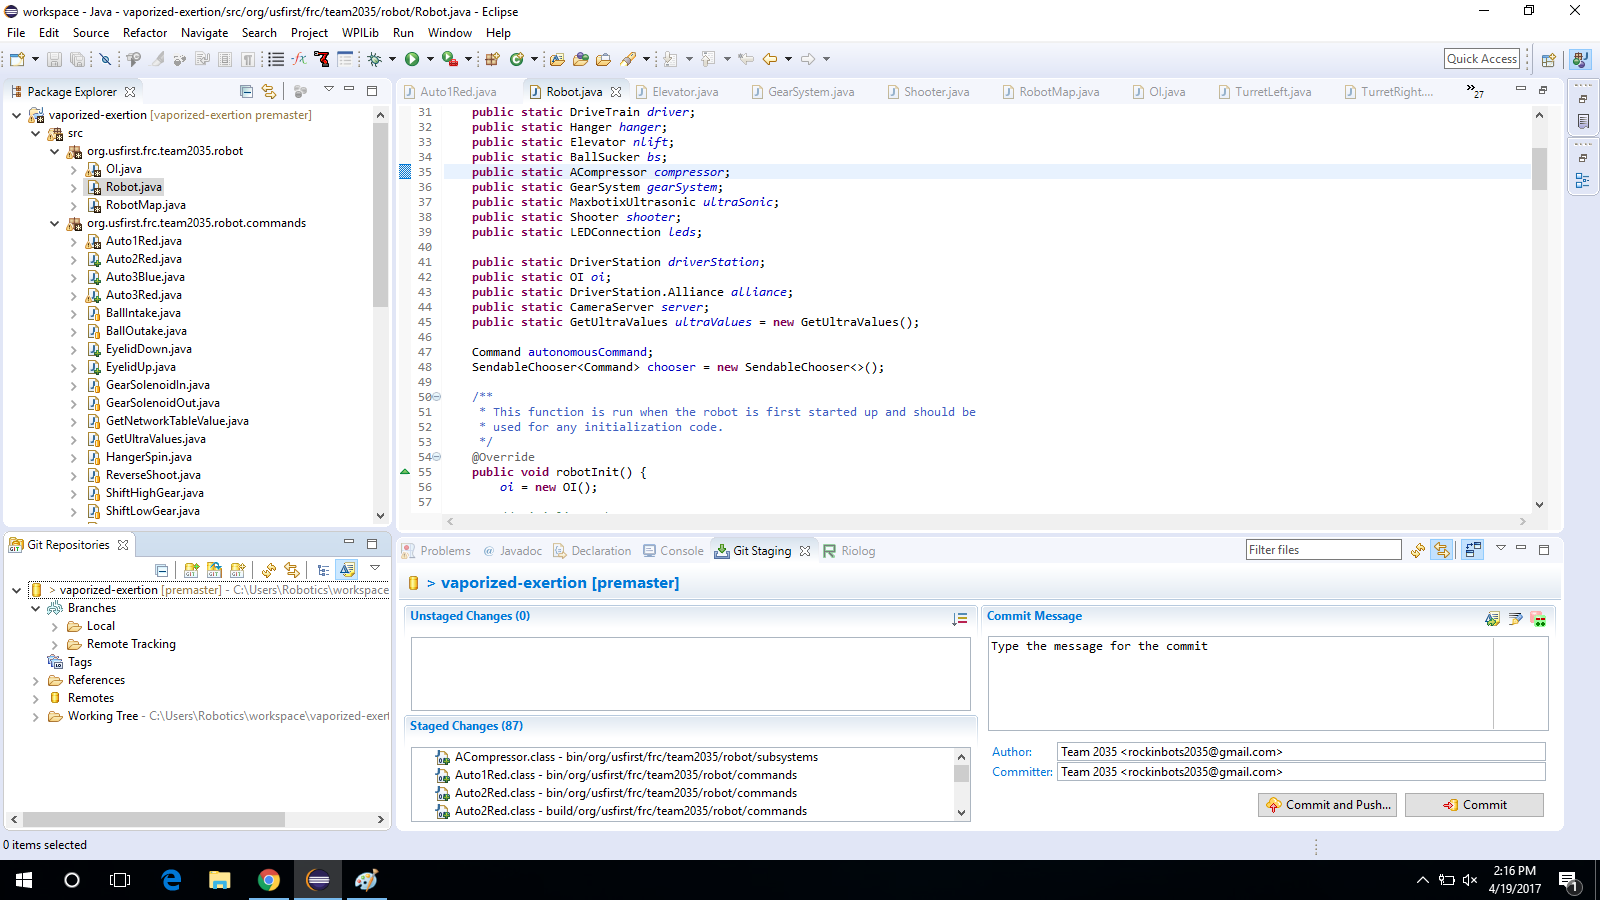 workspace - Java - vaporized-exertion/src/org/usfirst/frc/team2035/robot/Robot.java - Eclipse
File Edit Source Refactor Navigate Search Project WPILib Run Window Help
Quick Access
Package Explorer
vaporized-exertion [vaporized-exertion premaster]
src
org.usfirst.frc.team2035.robot
OI.java
Robot.java
RobotMap.java
org.usfirst.frc.team2035.robot.commands
Auto1Red.java
Auto2Red.java
Auto3Blue.java
Auto3Red.java
BallIntake.java
BallOutake.java
EyelidDown.java
EyelidUp.java
GearSolenoidIn.java
GearSolenoidOut.java
GetNetworkTableValue.java
GetUltraValues.java
HangerSpin.java
ReverseShoot.java
ShiftHighGear.java
ShiftLowGear.java
Auto1Red.java Robot.java Elevator.java GearSystem.java Shooter.java RobotMap.java OI.java TurretLeft.java TurretRight.... »27
31 public static DriveTrain driver;
32 public static Hanger hanger;
33 public static Elevator nlift;
34 public static BallSucker bs;
35 public static ACompressor compressor;
36 public static GearSystem gearSystem;
37 public static MaxbotixUltrasonic ultraSonic;
38 public static Shooter shooter;
39 public static LEDConnection leds;
40
41 public static DriverStation driverStation;
42 public static OI oi;
43 public static DriverStation.Alliance alliance;
44 public static CameraServer server;
45 public static GetUltraValues ultraValues = new GetUltraValues();
46
47 Command autonomousCommand;
48 SendableChooser<Command> chooser = new SendableChooser<>();
49
50 /**
51 * This function is run when the robot is first started up and should be
52 * used for any initialization code.
53 */
54 @Override
55 public void robotInit() {
56 oi = new OI();
57
Git Repositories
> vaporized-exertion [premaster] - C:\Users\Robotics\workspace
Branches
Local
Remote Tracking
Tags
References
Remotes
Working Tree - C:\Users\Robotics\workspace\vaporized-exert
Problems @ Javadoc Declaration Console Git Staging Riolog
Filter files
> vaporized-exertion [premaster]
Unstaged Changes (0)
Staged Changes (87)
ACompressor.class - bin/org/usfirst/frc/team2035/robot/subsystems
Auto1Red.class - bin/org/usfirst/frc/team2035/robot/commands
Auto2Red.class - bin/org/usfirst/frc/team2035/robot/commands
Auto2Red.class - build/org/usfirst/frc/team2035/robot/commands
Commit Message
Type the message for the commit
Author: Team 2035 <rockinbots2035@gmail.com>
Committer: Team 2035 <rockinbots2035@gmail.com>
Commit and Push... Commit
0 items selected
2:16 PM
4/19/2017
1